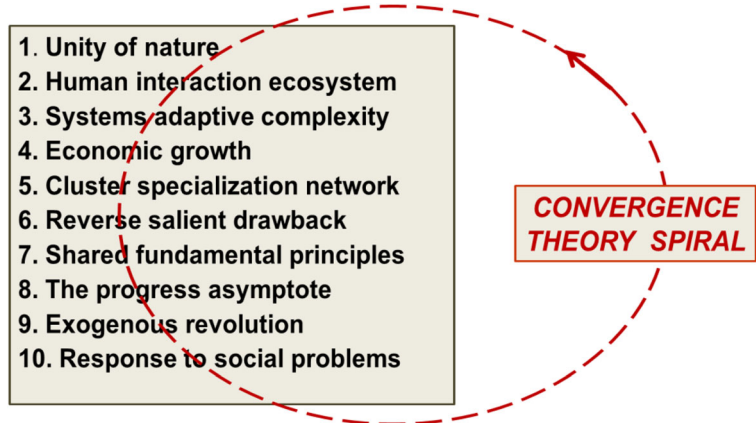 1. Unity of nature
2. Human interaction ecosystem
3. Systems adaptive complexity
4. Economic growth
5. Cluster specialization network
6. Reverse salient drawback
7. Shared fundamental principles
8. The progress asymptote
9. Exogenous revolution
10. Response to social problems
CONVERGENCE
THEORY SPIRAL